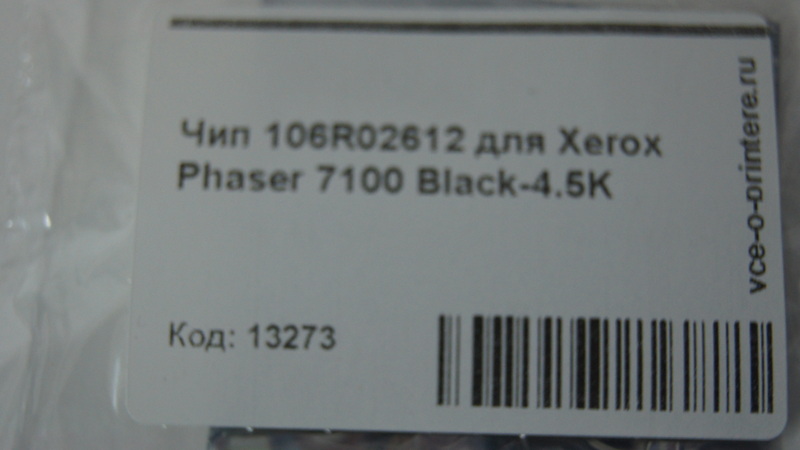 Чип 106R02612 для Xerox
Phaser 7100 Black-4.5K
Код: 13273
vce-o-printere.ru